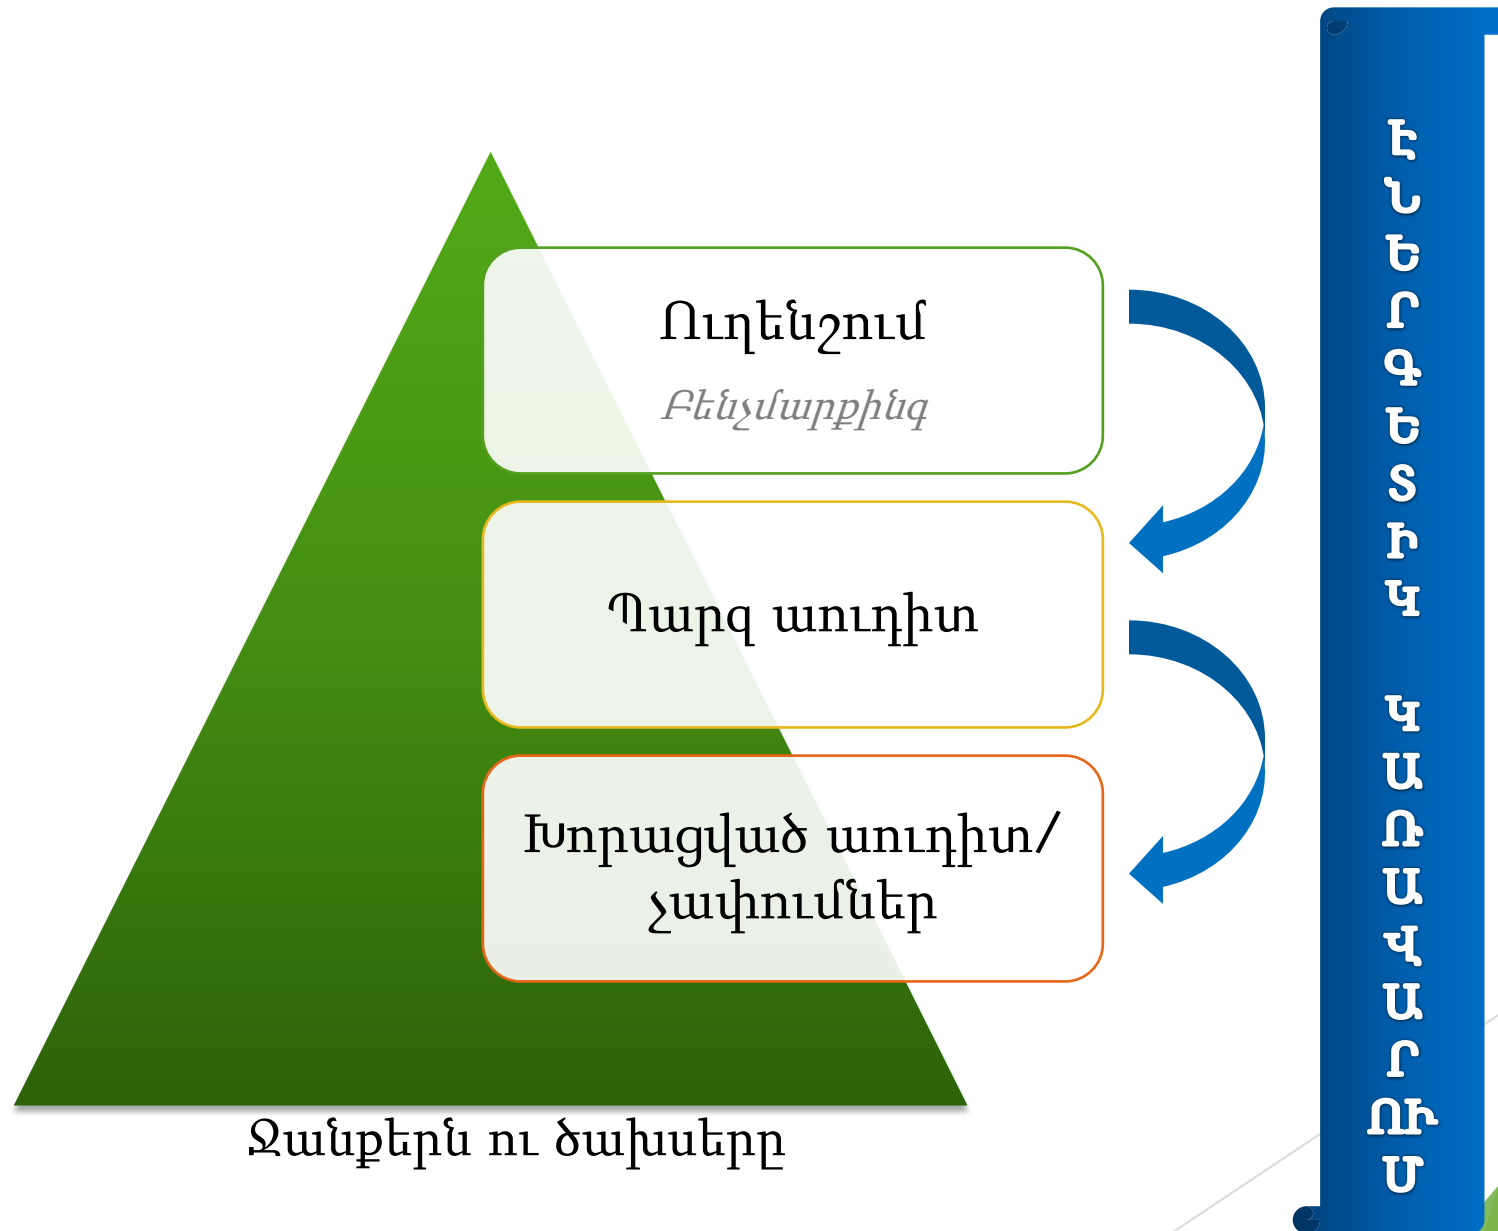 Ուղենշում
Բենչմարքինգ
Պարզ աուդիտ
Խորացված աուդիտ/
չափումներ
Ջանքերն ու ծախսերը
ԷՆԵՐԳԵՏԻԿ ԿԱՌԱՎԱՐՈՒՄ